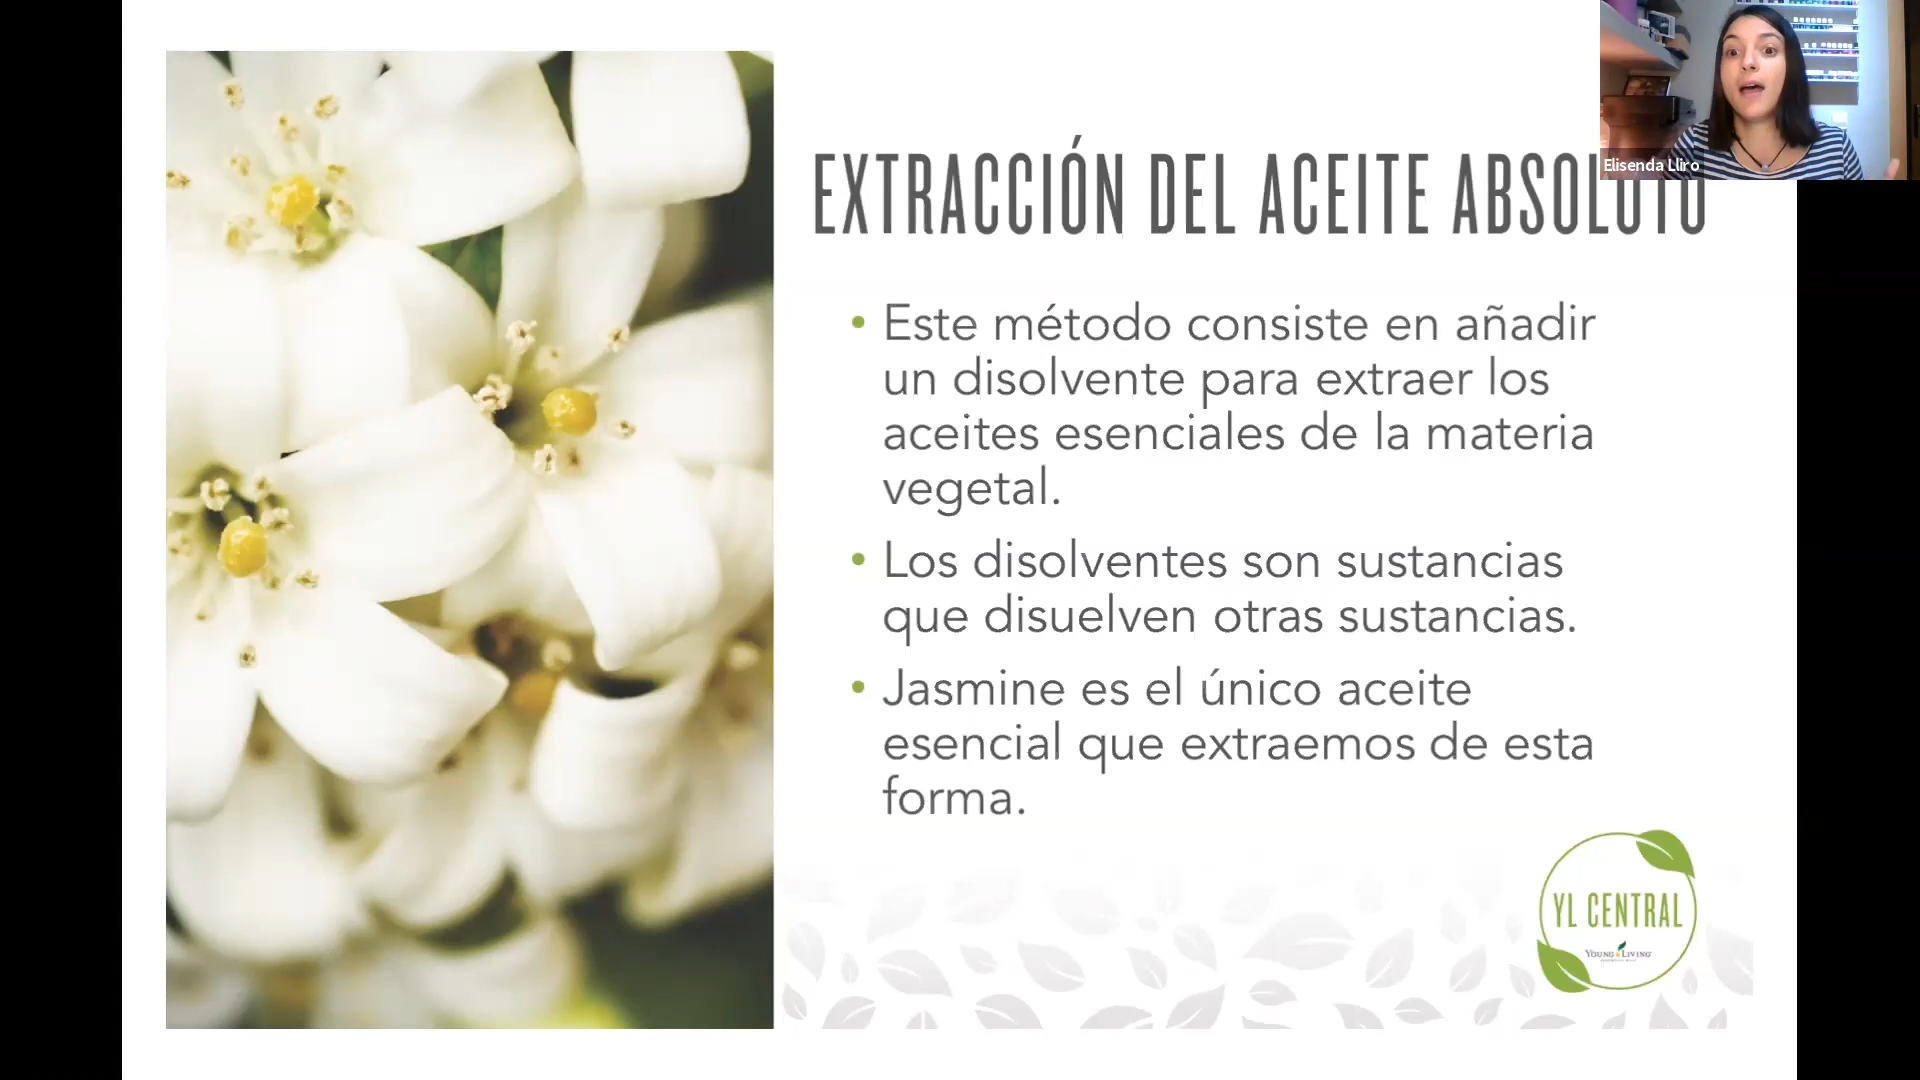 Elisenda Lliro
EXTRACCIÓN DEL ACEITE ABSOLUTO
• Este método consiste en añadir
un disolvente para extraer los
aceites esenciales de la materia
vegetal.
• Los disolventes son sustancias
que disuelven otras sustancias.
• Jasmine es el único aceite
esencial que extraemos de esta
forma.
YL CENTRAL
YOUNG LIVING